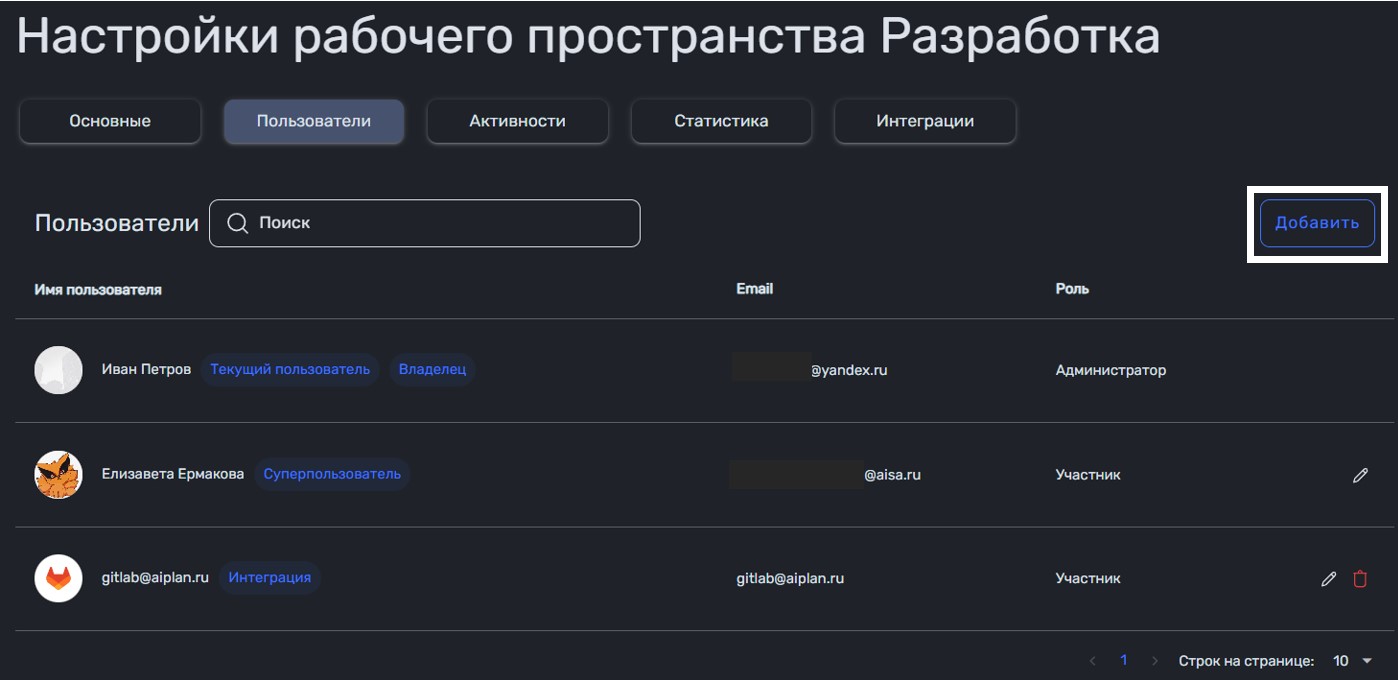 Настройки рабочего пространства Разработка
Основные Пользователи Активности Статистика Интеграции
Пользователи Поиск Добавить
Имя пользователя Email Роль
Иван Петров Текущий пользователь Владелец @yandex.ru Администратор
Елизавета Ермакова Суперпользователь @aisa.ru Участник
gitlab@aiplan.ru Интеграция gitlab@aiplan.ru Участник
1 Строк на странице: 10